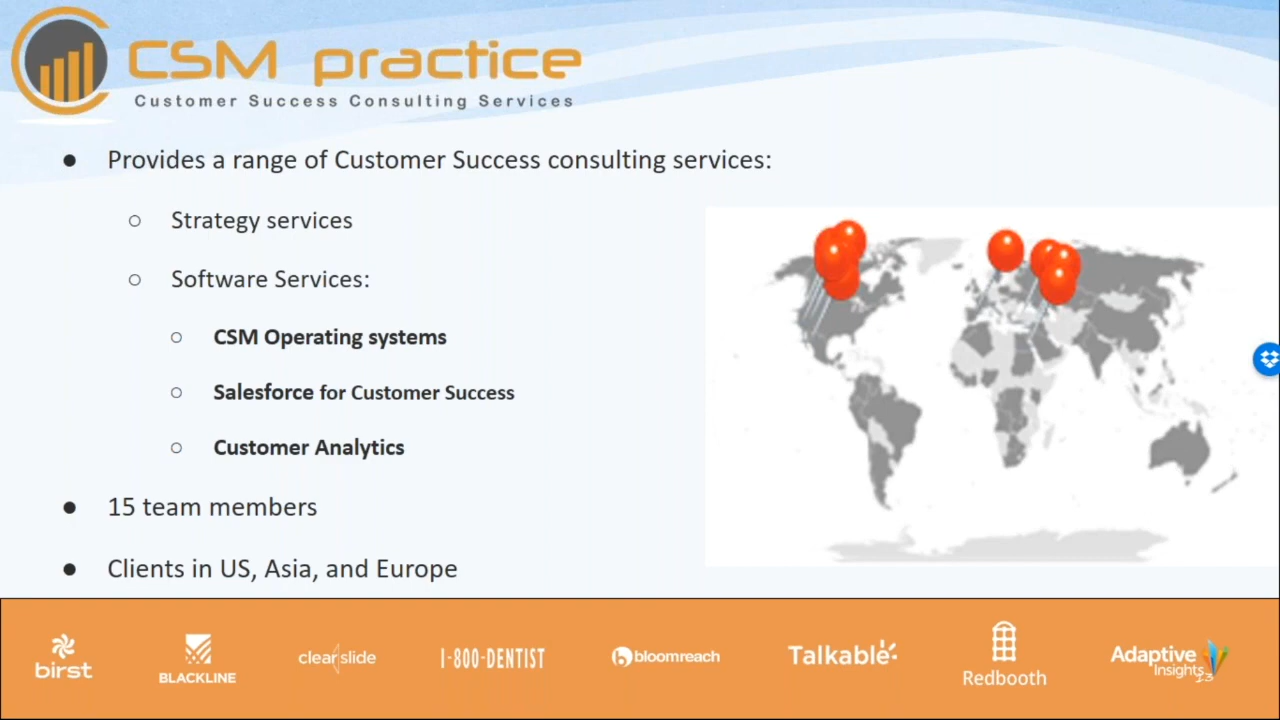 CSM practice
Customer Success Consulting Services
● Provides a range of Customer Success consulting services:
○ Strategy services
○ Software Services:
○ CSM Operating systems
○ Salesforce for Customer Success
○ Customer Analytics
● 15 team members
● Clients in US, Asia, and Europe
birst
BLACKLINE
clearslide
1-800-DENTIST
bloomreach
Talkable
Redbooth
Adaptive
Insights
13